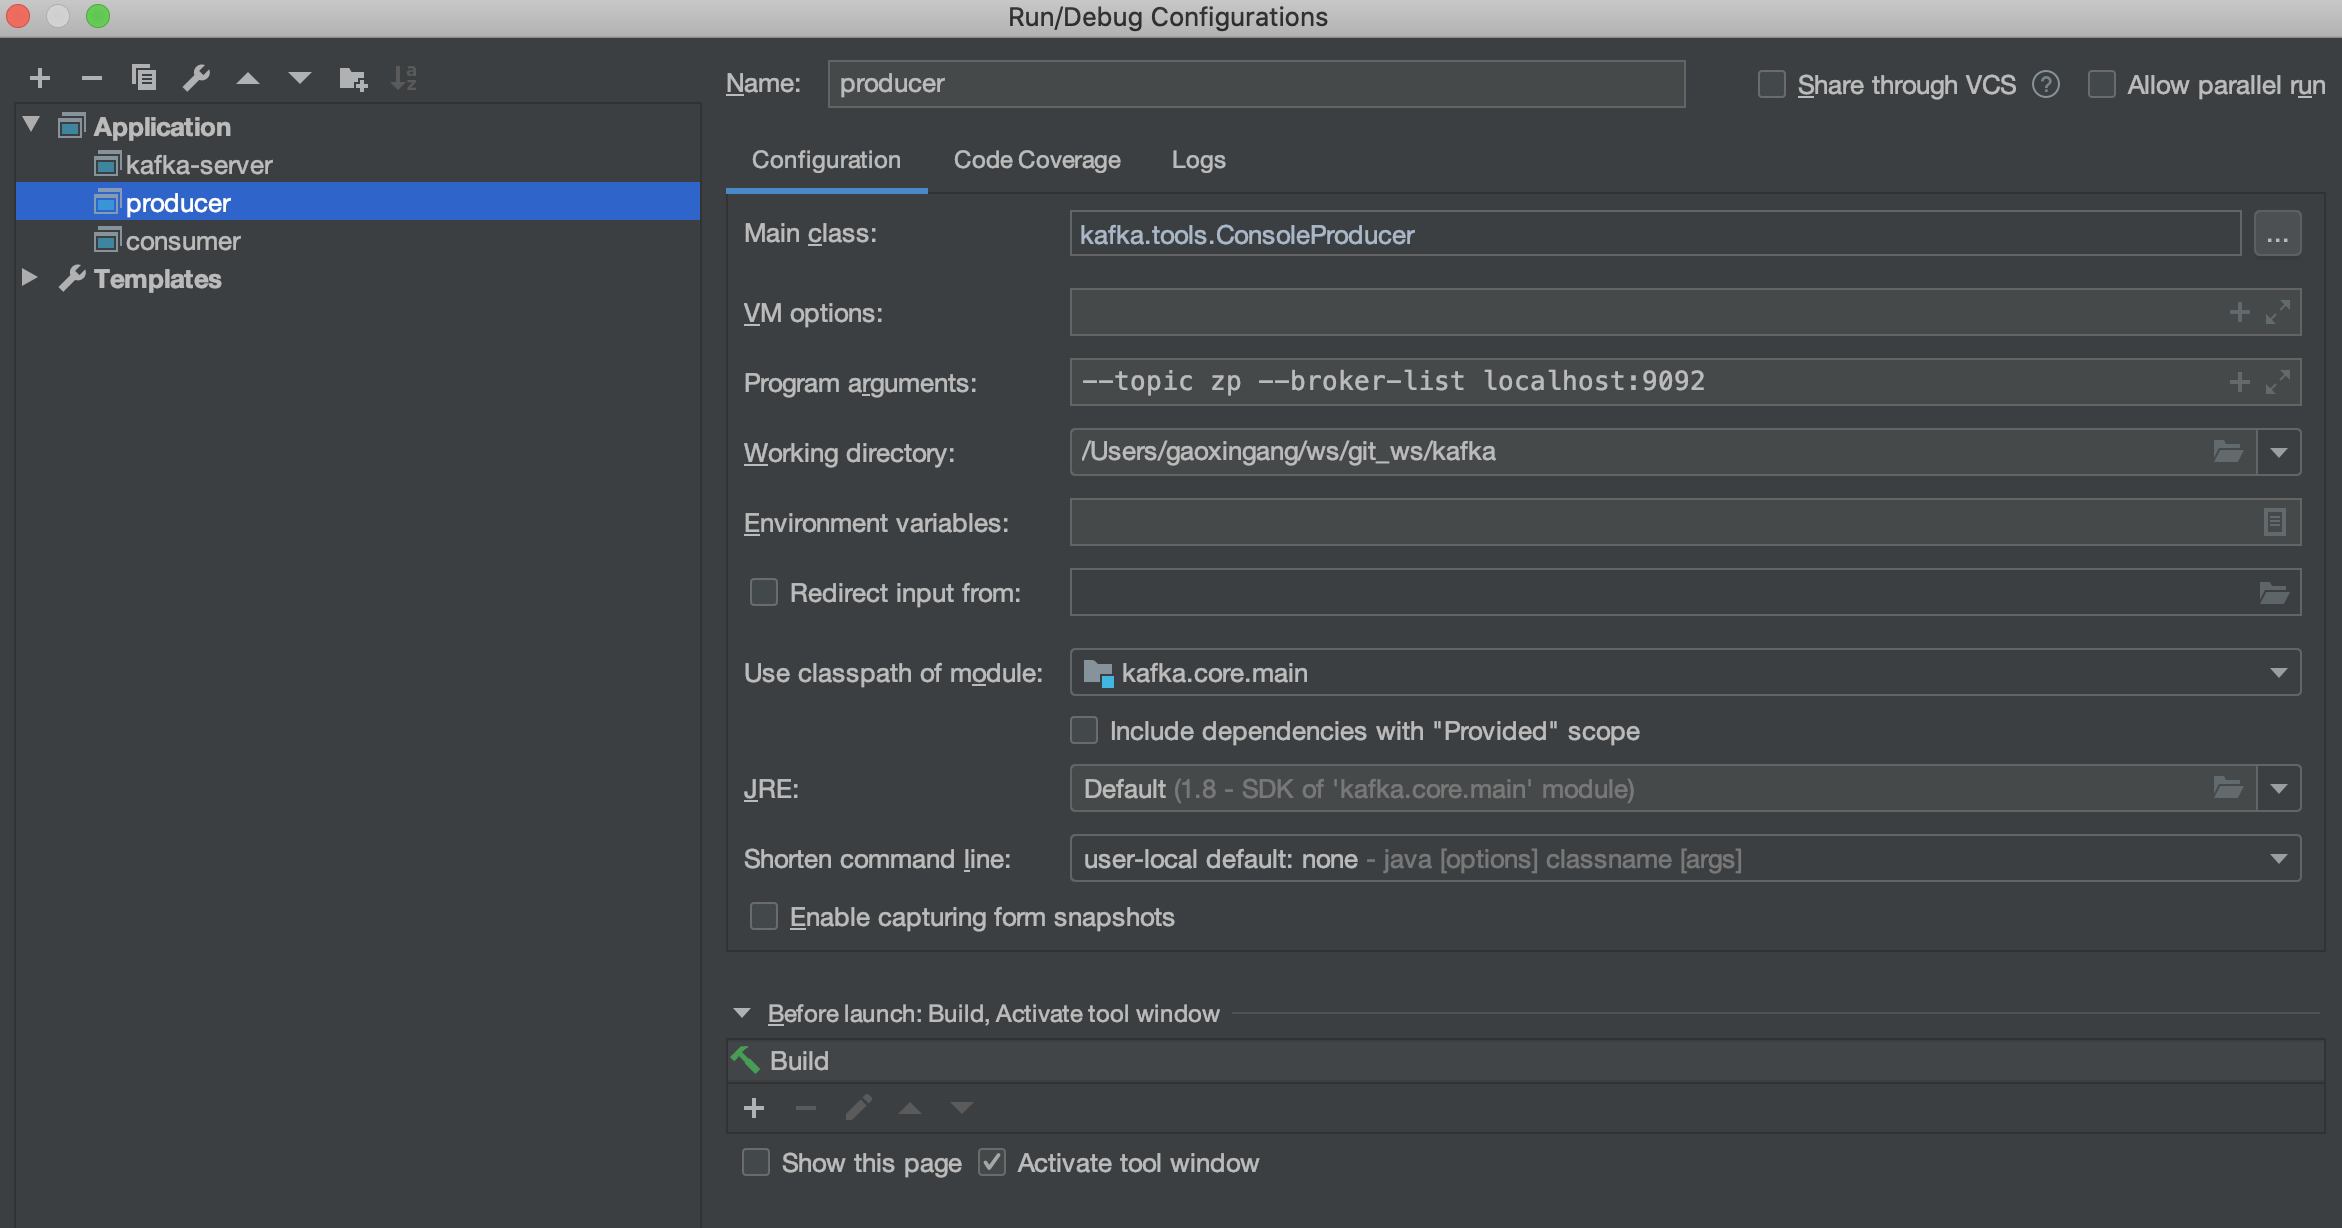 Run/Debug Configurations
Name: producer Share through VCS ? Allow parallel run
Application
kafka-server
producer
consumer
Templates
Configuration Code Coverage Logs
Main class: kafka.tools.ConsoleProducer ...
VM options:
Program arguments: --topic zp --broker-list localhost:9092
Working directory: /Users/gaoxingang/ws/git_ws/kafka
Environment variables:
Redirect input from:
Use classpath of module: kafka.core.main
Include dependencies with "Provided" scope
JRE: Default (1.8 - SDK of 'kafka.core.main' module)
Shorten command line: user-local default: none - java [options] classname [args]
Enable capturing form snapshots
Before launch: Build, Activate tool window
Build
Show this page Activate tool window